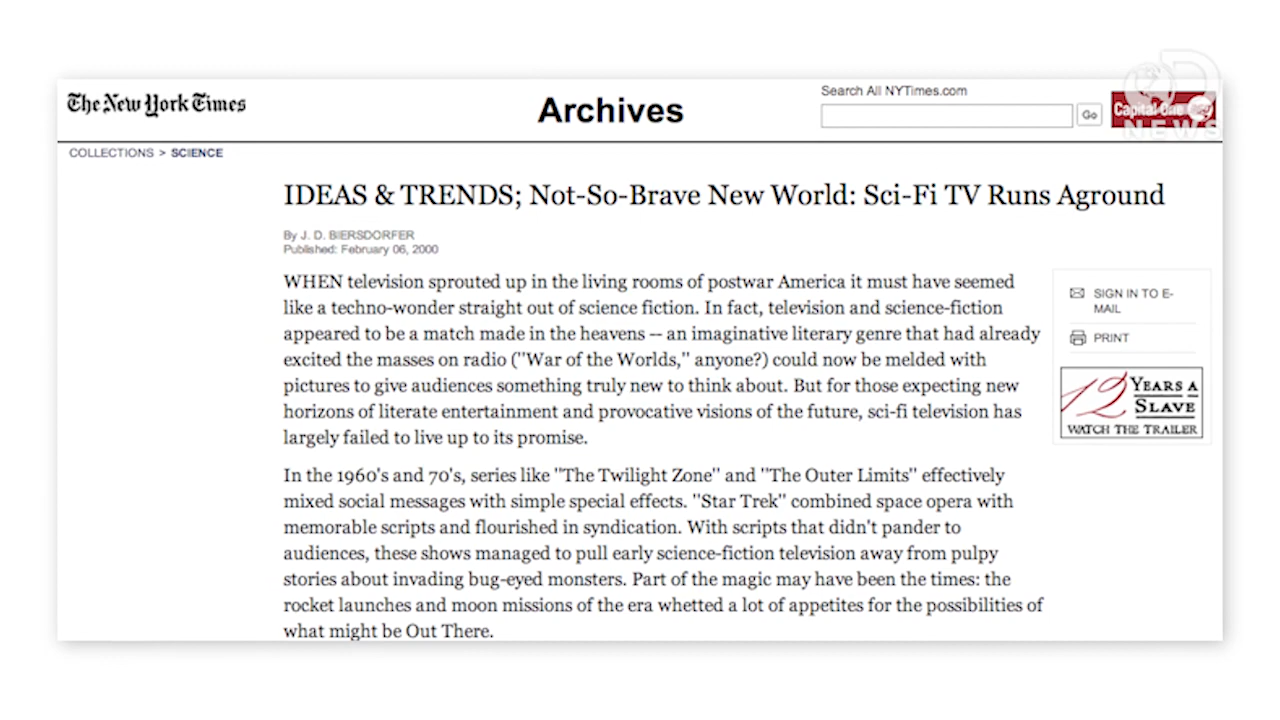 The New York Times
Archives
Search All NYTimes.com
Go
Capital One
NEWS
COLLECTIONS > SCIENCE
IDEAS & TRENDS; Not-So-Brave New World: Sci-Fi TV Runs Aground
By J. D. BIERSDORFER
Published: February 06, 2000
WHEN television sprouted up in the living rooms of postwar America it must have seemed
like a techno-wonder straight out of science fiction. In fact, television and science-fiction
appeared to be a match made in the heavens -- an imaginative literary genre that had already
excited the masses on radio (''War of the Worlds,'' anyone?) could now be melded with
pictures to give audiences something truly new to think about. But for those expecting new
horizons of literate entertainment and provocative visions of the future, sci-fi television has
largely failed to live up to its promise.
In the 1960's and 70's, series like ''The Twilight Zone'' and ''The Outer Limits'' effectively
mixed social messages with simple special effects. ''Star Trek'' combined space opera with
memorable scripts and flourished in syndication. With scripts that didn't pander to
audiences, these shows managed to pull early science-fiction television away from pulpy
stories about invading bug-eyed monsters. Part of the magic may have been the times: the
rocket launches and moon missions of the era whetted a lot of appetites for the possibilities of
what might be Out There.
SIGN IN TO E-
MAIL
PRINT
12 YEARS A
SLAVE
WATCH THE TRAILER